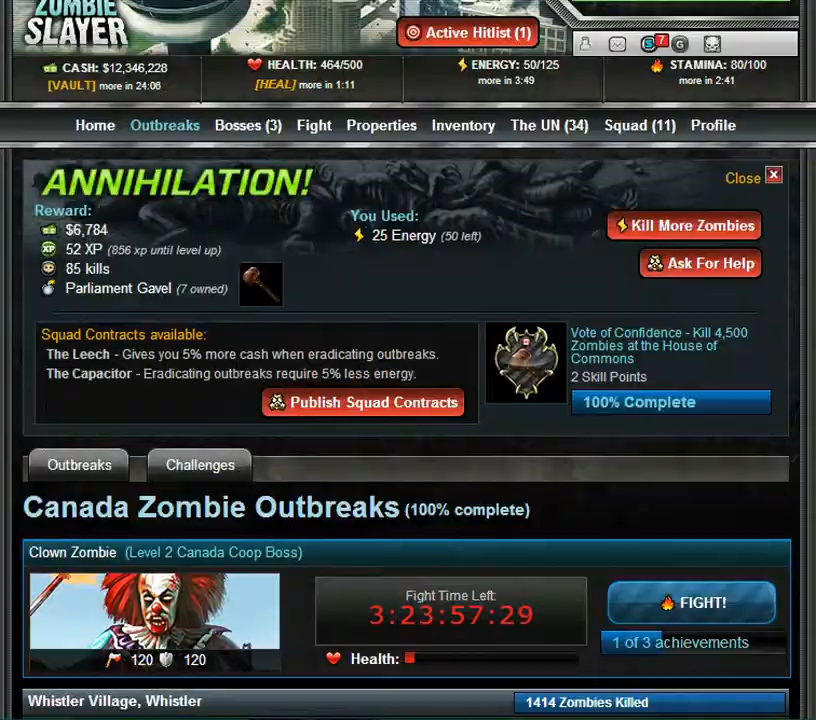 ZOMBIE
SLAYER
Active Hitlist (1)
S 7 G
CASH: $12,346,228
[VAULT] more in 24:06
HEALTH: 464/500
[HEAL] more in 1:11
ENERGY: 50/125
more in 3:49
STAMINA: 80/100
more in 2:41
Home Outbreaks Bosses (3) Fight Properties Inventory The UN (34) Squad (11) Profile
ANNIHILATION!
Close
Reward:
$6,784
XP 52 XP (856 xp until level up)
85 kills
Parliament Gavel (7 owned)
You Used:
25 Energy (50 left)
Kill More Zombies
Ask For Help
Squad Contracts available:
The Leech - Gives you 5% more cash when eradicating outbreaks.
The Capacitor - Eradicating outbreaks require 5% less energy.
Publish Squad Contracts
Vote of Confidence - Kill 4,500
Zombies at the House of
Commons
2 Skill Points
100% Complete
Outbreaks Challenges
Canada Zombie Outbreaks (100% complete)
Clown Zombie (Level 2 Canada Coop Boss)
120 120
Fight Time Left:
3:23:57:29
Health:
FIGHT!
1 of 3 achievements
Whistler Village, Whistler
1414 Zombies Killed